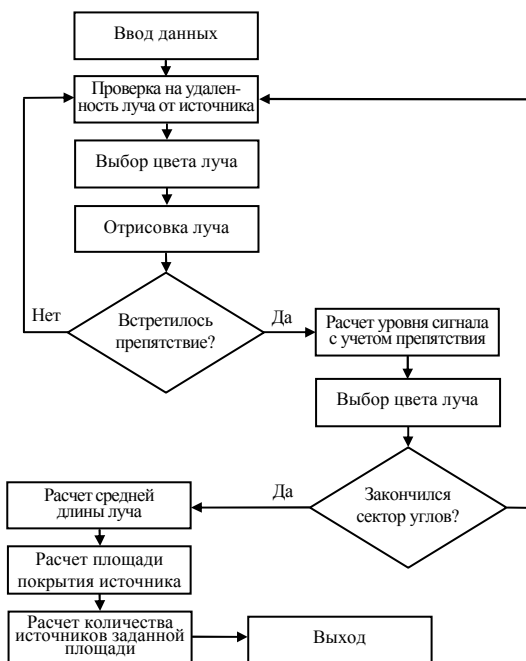 Ввод данных
Проверка на удален-
ность луча от источника
Выбор цвета луча
Отрисовка луча
Нет
Встретилось
препятствие?
Да
Расчет уровня сигнала
с учетом препятствия
Выбор цвета луча
Закончился
сектор углов?
Да
Расчет средней
длины луча
Расчет площади
покрытия источника
Расчет количества
источников заданной
площади
Выход